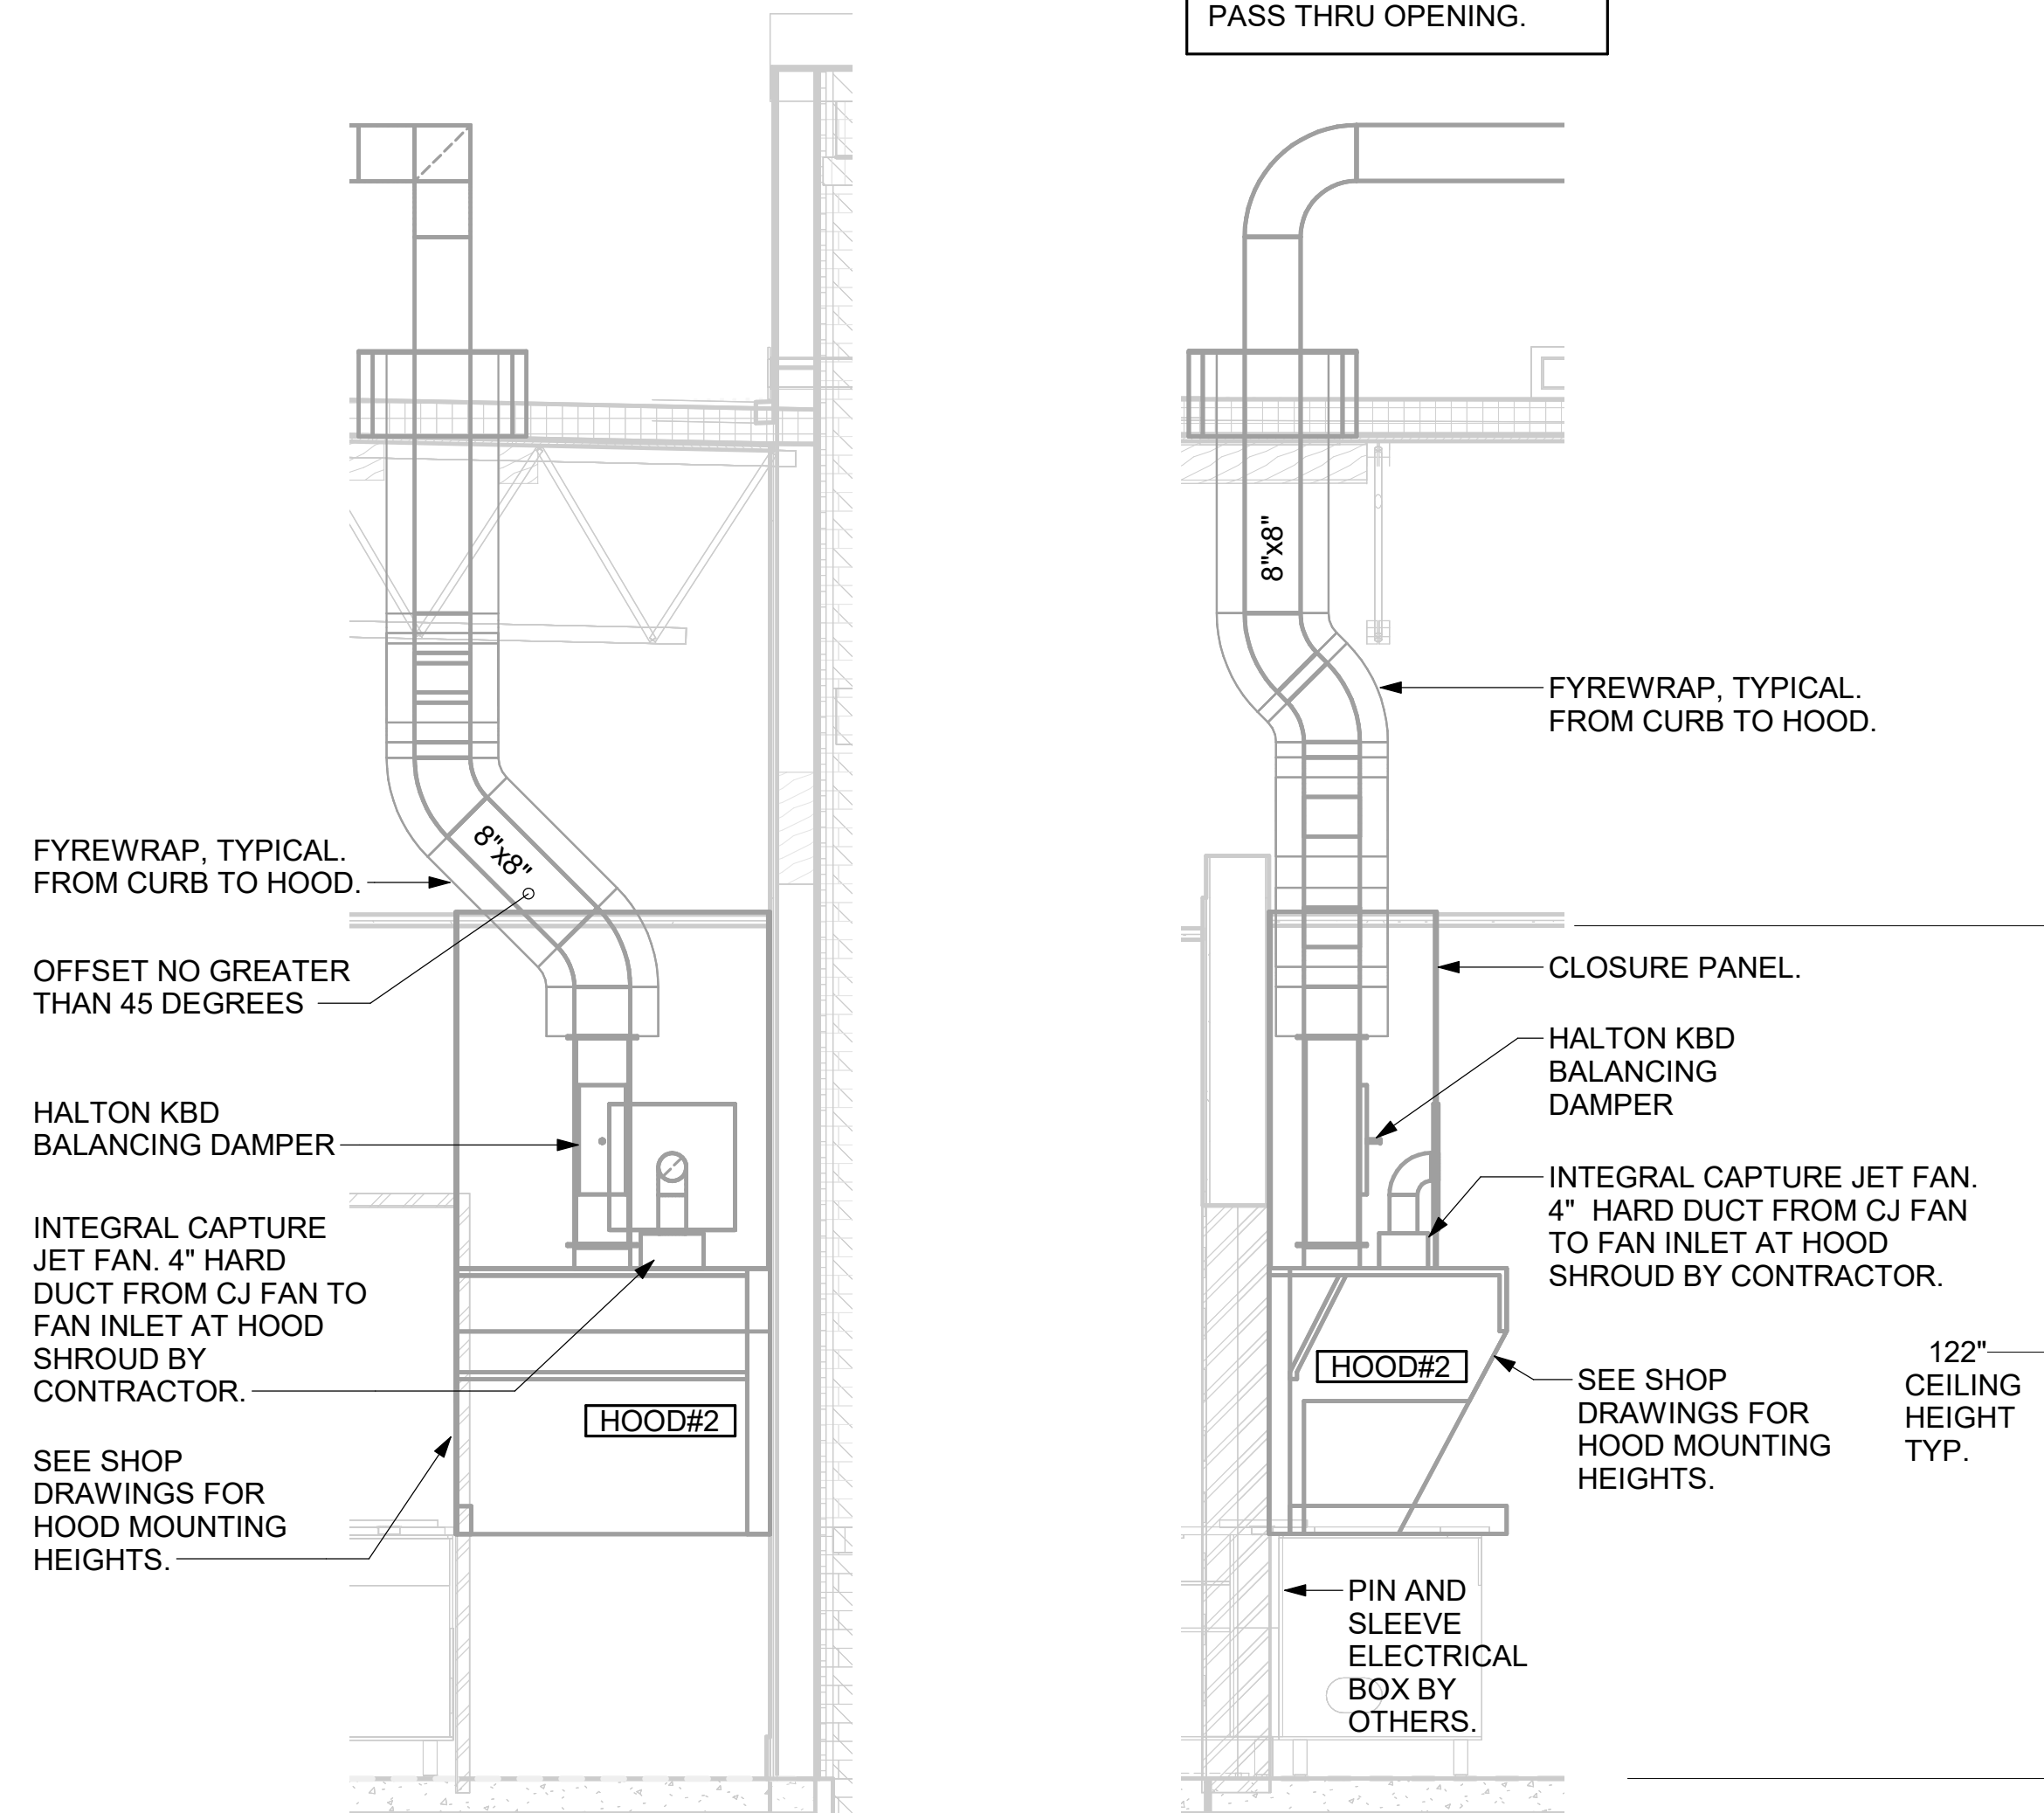 PASS THRU OPENING.
8"x8"
FYREWRAP, TYPICAL.
FROM CURB TO HOOD.
OFFSET NO GREATER
THAN 45 DEGREES
HALTON KBD
BALANCING DAMPER
INTEGRAL CAPTURE
JET FAN. 4" HARD
DUCT FROM CJ FAN TO
FAN INLET AT HOOD
SHROUD BY
CONTRACTOR.
HOOD#2
SEE SHOP
DRAWINGS FOR
HOOD MOUNTING
HEIGHTS.
8"x8"
FYREWRAP, TYPICAL.
FROM CURB TO HOOD.
CLOSURE PANEL.
HALTON KBD
BALANCING
DAMPER
INTEGRAL CAPTURE JET FAN.
4" HARD DUCT FROM CJ FAN
TO FAN INLET AT HOOD
SHROUD BY CONTRACTOR.
HOOD#2
SEE SHOP
DRAWINGS FOR
HOOD MOUNTING
HEIGHTS.
122"
CEILING
HEIGHT
TYP.
PIN AND
SLEEVE
ELECTRICAL
BOX BY
OTHERS.